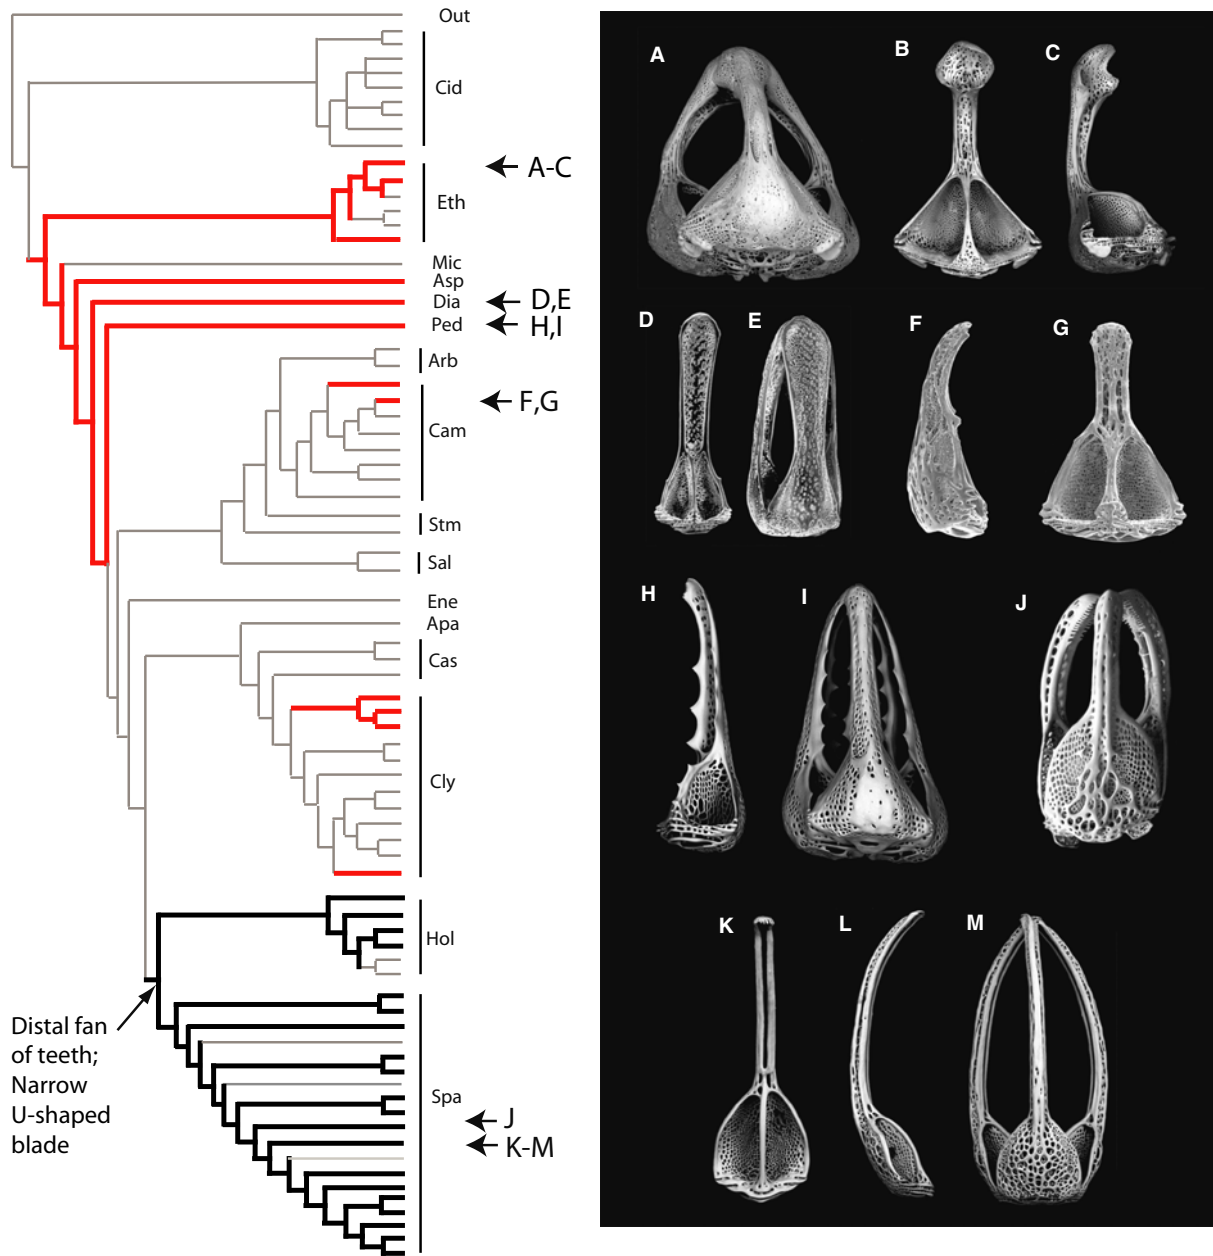 Out
Cid
A-C
Eth
Mic
Asp
Dia
D,E
Ped
H,I
Arb
F,G
Cam
Stm
Sal
Ene
Apa
Cas
Cly
Hol
Distal fan
of teeth;
Narrow
U-shaped
blade
Spa
J
K-M
A
B
C
D
E
F
G
H
I
J
K
L
M